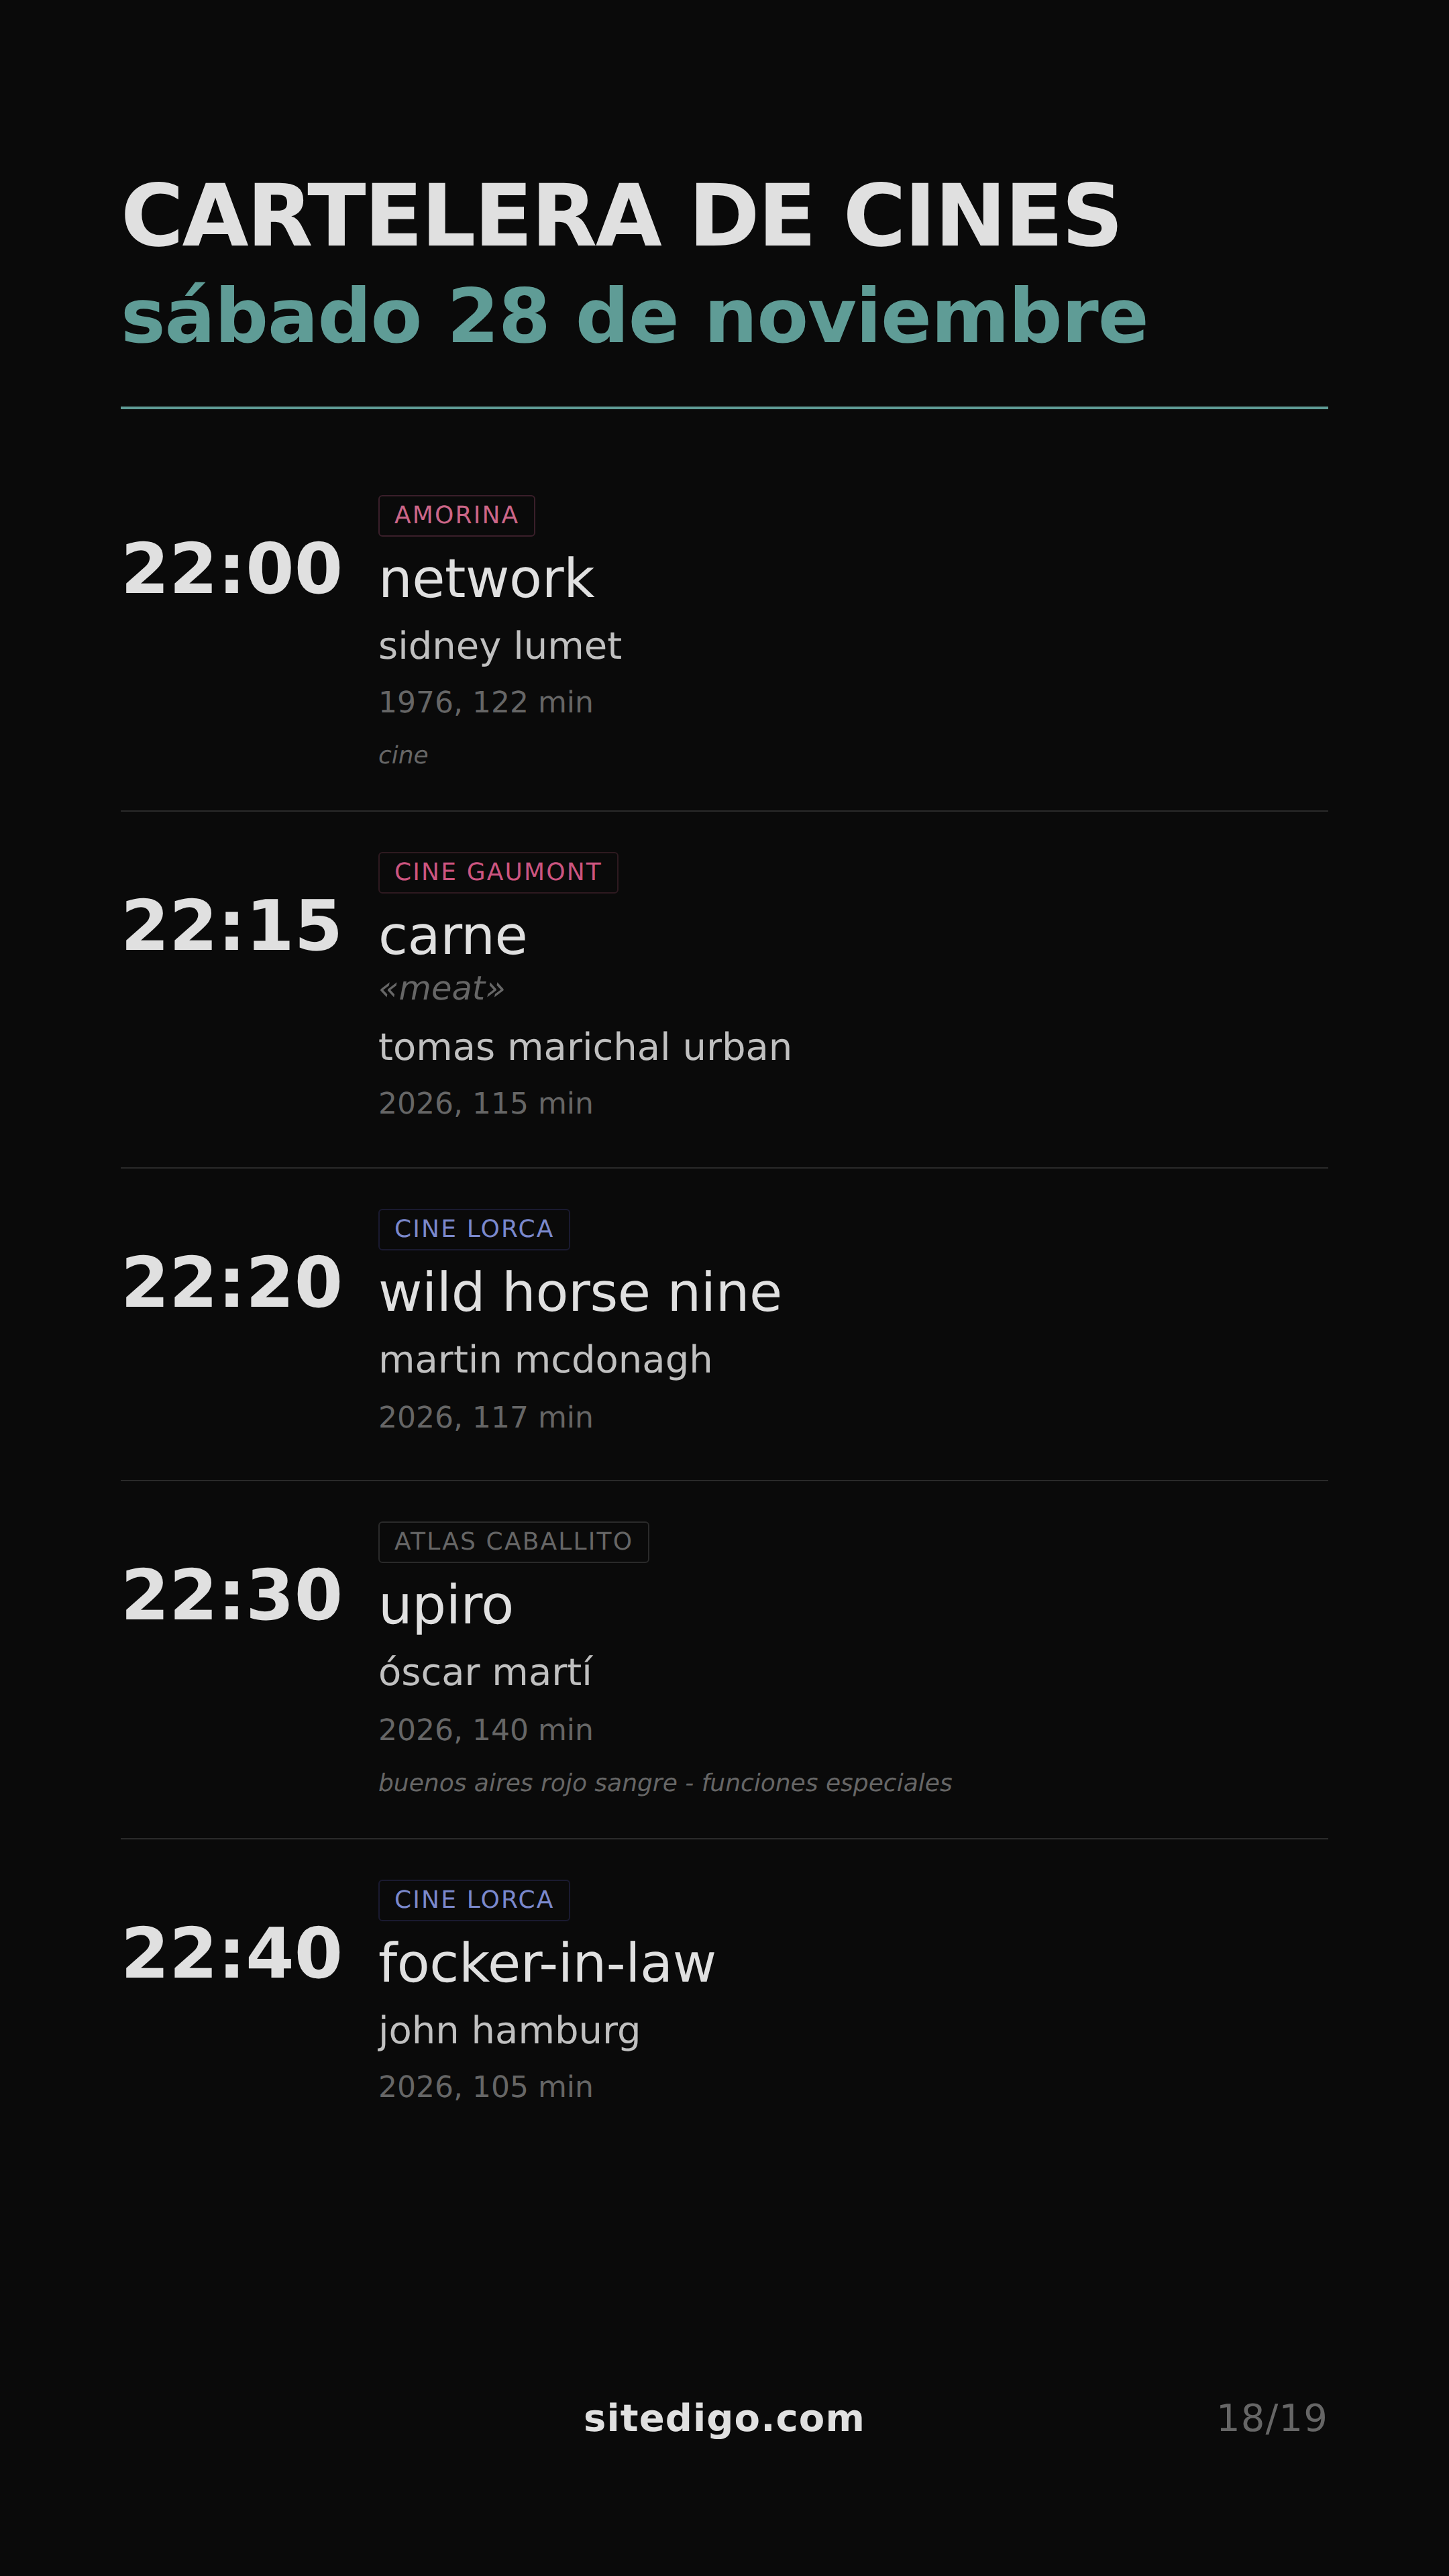 CARTELERA DE CINES
sábado 28 de noviembre
AMORINA
22:00
network
sidney lumet
1976, 122 min
cine
CINE GAUMONT
22:15
carne
«meat»
tomas marichal urban
2026, 115 min
CINE LORCA
22:20
wild horse nine
martin mcdonagh
2026, 117 min
ATLAS CABALLITO
22:30
upiro
óscar martí
2026, 140 min
buenos aires rojo sangre - funciones especiales
CINE LORCA
22:40
focker-in-law
john hamburg
2026, 105 min
sitedigo.com
18/19